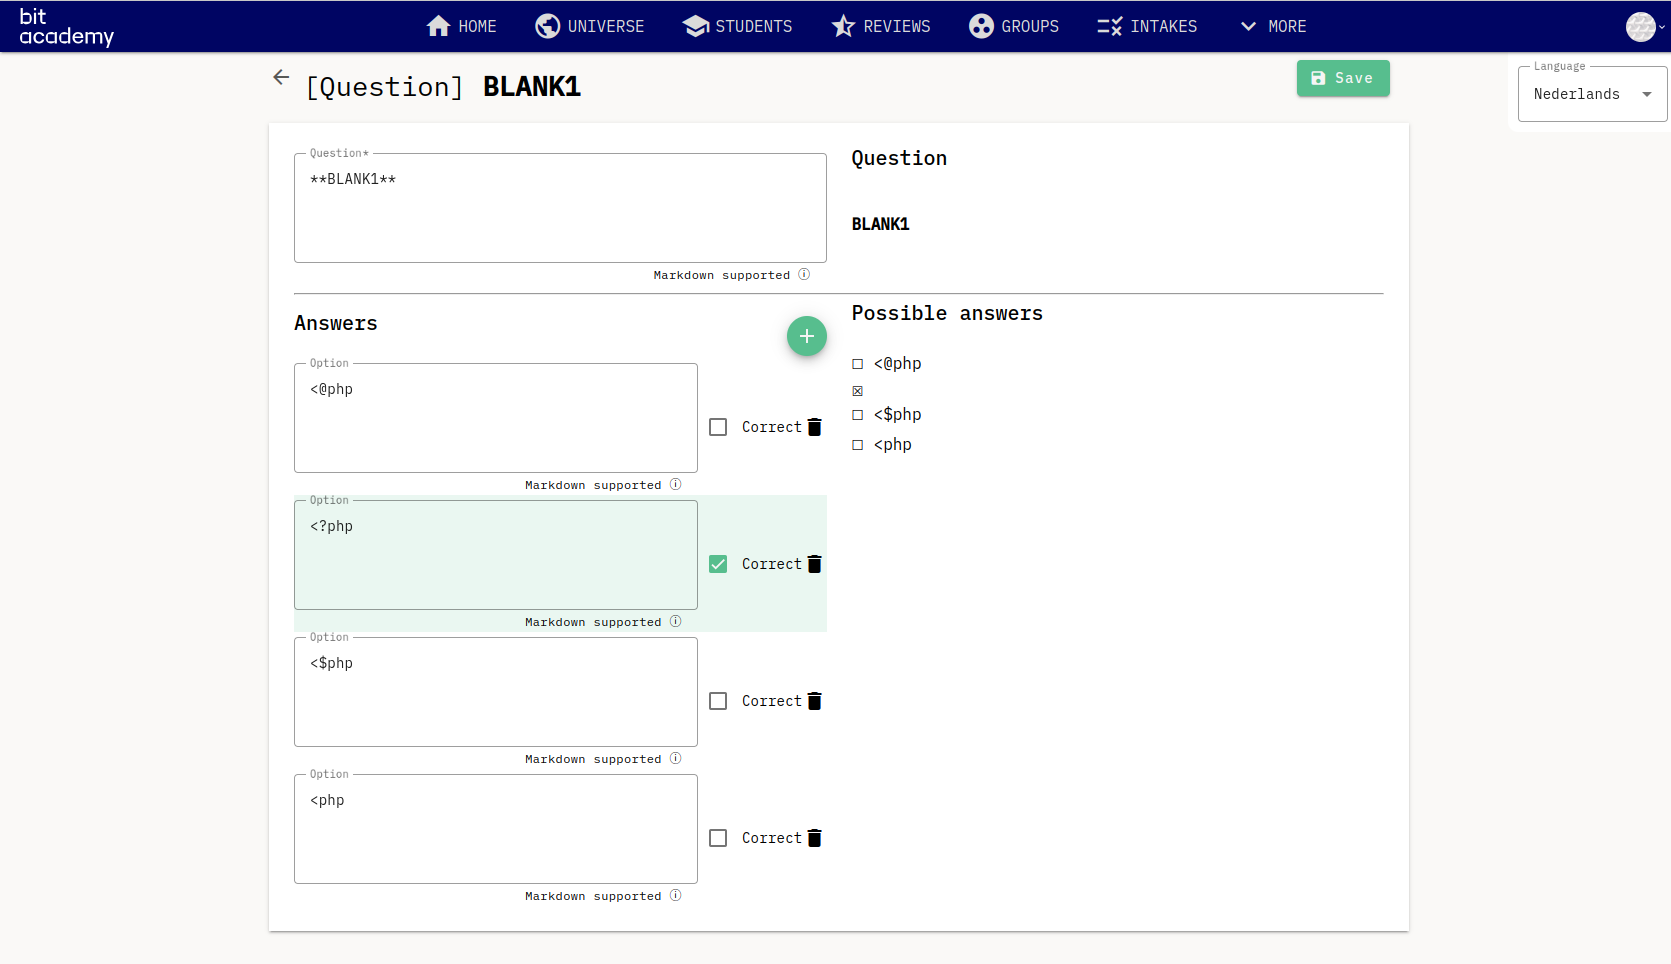 bit
academy
HOME
UNIVERSE
STUDENTS
REVIEWS
GROUPS
INTAKES
MORE
[Question] BLANK1
Save
Language
Nederlands
Question*
**BLANK1**
Markdown supported
Question
BLANK1
Answers
Option
<@php
Correct
Markdown supported
Option
<?php
Correct
Markdown supported
Option
<$php
Correct
Markdown supported
Option
<php
Correct
Markdown supported
Possible answers
<@php
<$php
<php